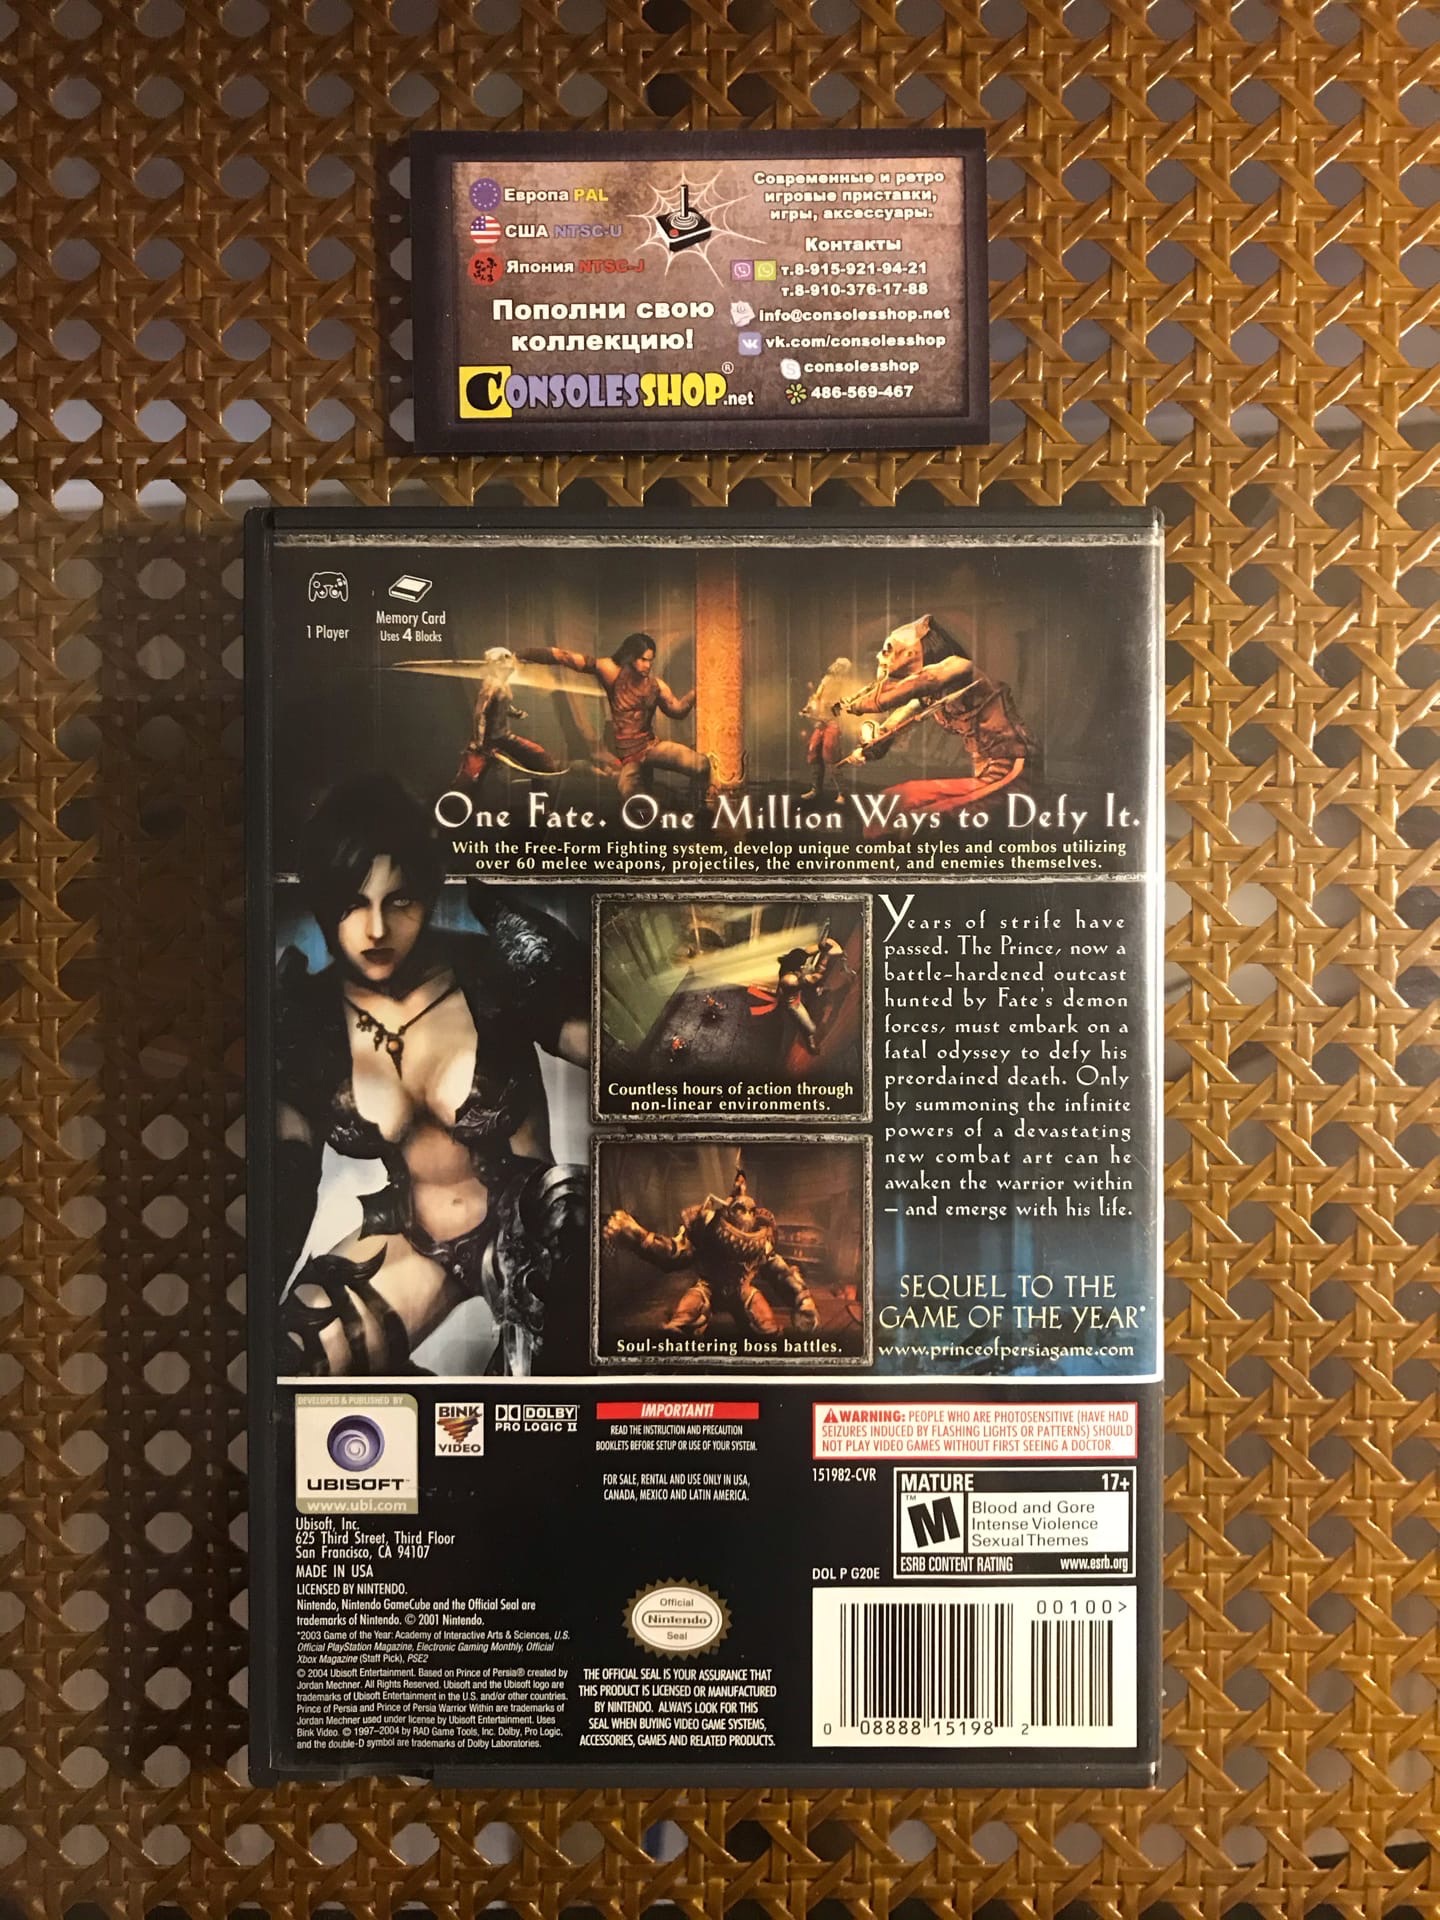 Европа PAL
США NTSC-U
Япония NTSC-J
Пополни свою
коллекцию!
CONSOLESSHOP.net
®
Современные и ретро
игровые приставки,
игры, аксессуары.
Контакты
т.8-915-921-94-21
т.8-910-376-17-88
info@consolesshop.net
vk.com/consolesshop
consolesshop
486-569-467
1 Player
Memory Card
Uses 4 Blocks
One Fate. One Million Ways to Defy It.
With the Free-Form Fighting system, develop unique combat styles and combos utilizing
over 60 melee weapons, projectiles, the environment, and enemies themselves.
Countless hours of action through
non-linear environments.
Soul-shattering boss battles.
Years of strife have
passed. The Prince, now a
battle-hardened outcast
hunted by Fate's demon
forces, must embark on a
fatal odyssey to defy his
preordained death. Only
by summoning the infinite
powers of a devastating
new combat art can he
awaken the warrior within
– and emerge with his life.
SEQUEL TO THE
GAME OF THE YEAR*
www.princeofpersiagame.com
DEVELOPED & PUBLISHED BY
UBISOFT™
www.ubi.com
BINK
VIDEO
DOLBY
PRO LOGIC II
Ubisoft, Inc.
625 Third Street, Third Floor
San Francisco, CA 94107
MADE IN USA
LICENSED BY NINTENDO.
Nintendo, Nintendo GameCube and the Official Seal are
trademarks of Nintendo. © 2001 Nintendo.
*2003 Game of the Year: Academy of Interactive Arts & Sciences, U.S.
Official PlayStation Magazine, Electronic Gaming Monthly, Official
Xbox Magazine (Staff Pick), PSE2
© 2004 Ubisoft Entertainment. Based on Prince of Persia® created by
Jordan Mechner. All Rights Reserved. Ubisoft and the Ubisoft logo are
trademarks of Ubisoft Entertainment in the U.S. and/or other countries.
Prince of Persia and Prince of Persia Warrior Within are trademarks of
Jordan Mechner used under license by Ubisoft Entertainment. Uses
Bink Video. © 1997–2004 by RAD Game Tools, Inc. Dolby, Pro Logic,
and the double-D symbol are trademarks of Dolby Laboratories.
IMPORTANT!
READ THE INSTRUCTION AND PRECAUTION
BOOKLETS BEFORE SETUP OR USE OF YOUR SYSTEM.
FOR SALE, RENTAL AND USE ONLY IN USA,
CANADA, MEXICO AND LATIN AMERICA.
Official
Nintendo
Seal
THE OFFICIAL SEAL IS YOUR ASSURANCE THAT
THIS PRODUCT IS LICENSED OR MANUFACTURED
BY NINTENDO. ALWAYS LOOK FOR THIS
SEAL WHEN BUYING VIDEO GAME SYSTEMS,
ACCESSORIES, GAMES AND RELATED PRODUCTS.
WARNING: PEOPLE WHO ARE PHOTOSENSITIVE (HAVE HAD
SEIZURES INDUCED BY FLASHING LIGHTS OR PATTERNS) SHOULD
NOT PLAY VIDEO GAMES WITHOUT FIRST SEEING A DOCTOR.
151982-CVR
MATURE 17+
M™
Blood and Gore
Intense Violence
Sexual Themes
ESRB CONTENT RATING www.esrb.org
DOL P G20E
00100>
0 08888 15198 2